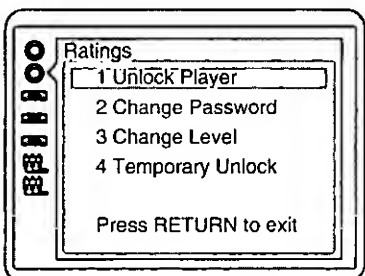 Ratings
1 Unlock Player
2 Change Password
3 Change Level
4 Temporary Unlock
Press RETURN to exit